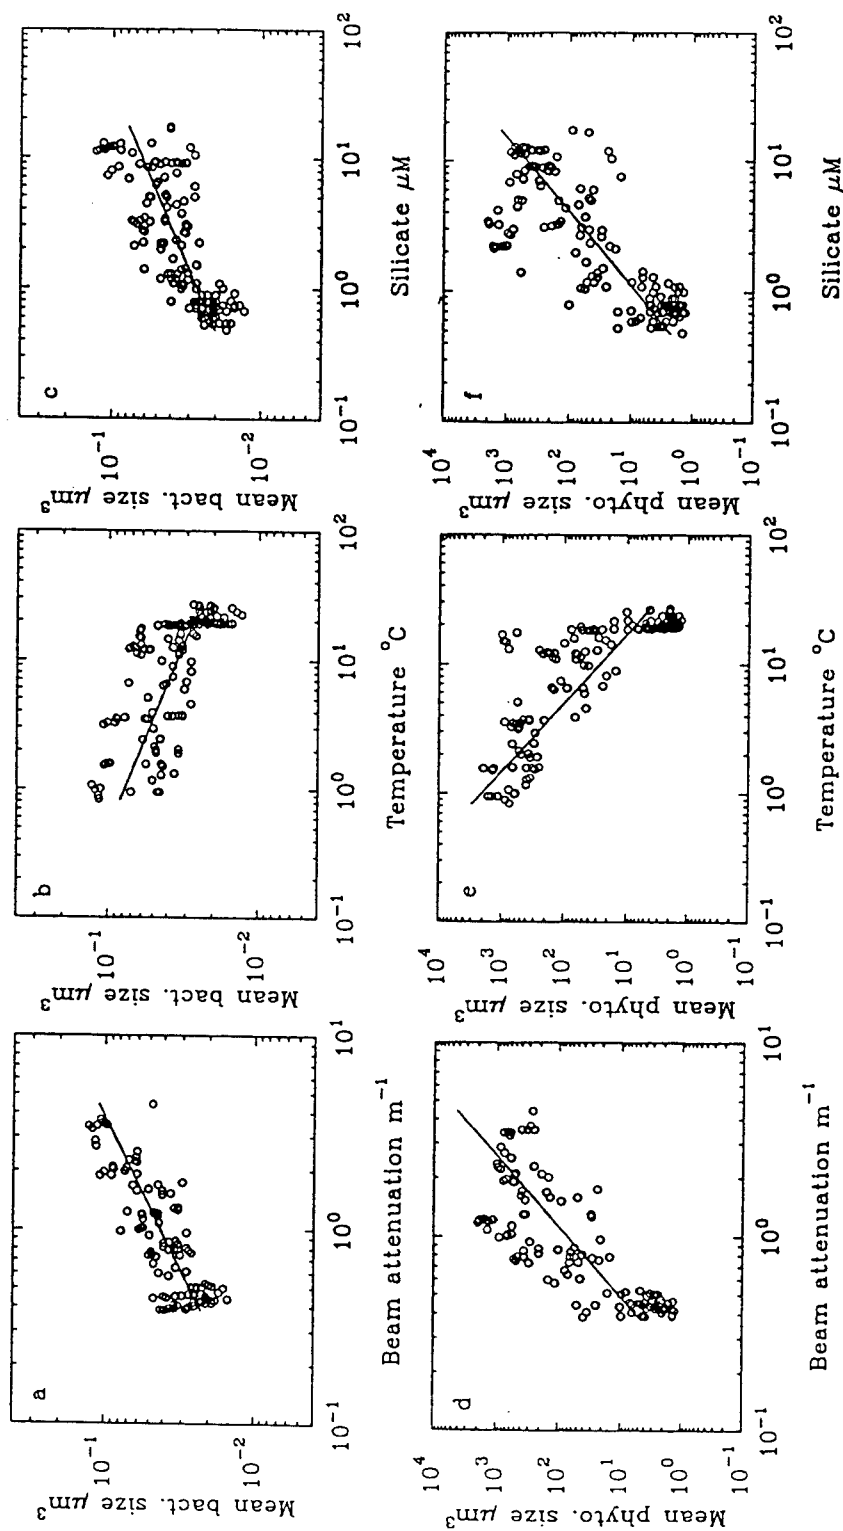 a
10⁻¹
10⁻²
Mean bact. size μm³
10⁻¹ 10⁰ 10¹
Beam attenuation m⁻¹
b
10⁻¹
10⁻²
Mean bact. size μm³
10⁻¹ 10⁰ 10¹ 10²
Temperature °C
c
10⁻¹
10⁻²
Mean bact. size μm³
10⁻¹ 10⁰ 10¹ 10²
Silicate μM
d
10⁴
10³
10²
10¹
10⁰
10⁻¹
Mean phyto. size μm³
10⁻¹ 10⁰ 10¹
Beam attenuation m⁻¹
e
10⁴
10³
10²
10¹
10⁰
10⁻¹
Mean phyto. size μm³
10⁻¹ 10⁰ 10¹ 10²
Temperature °C
f
10⁴
10³
10²
10¹
10⁰
10⁻¹
Mean phyto. size μm³
10⁻¹ 10⁰ 10¹ 10²
Silicate μM